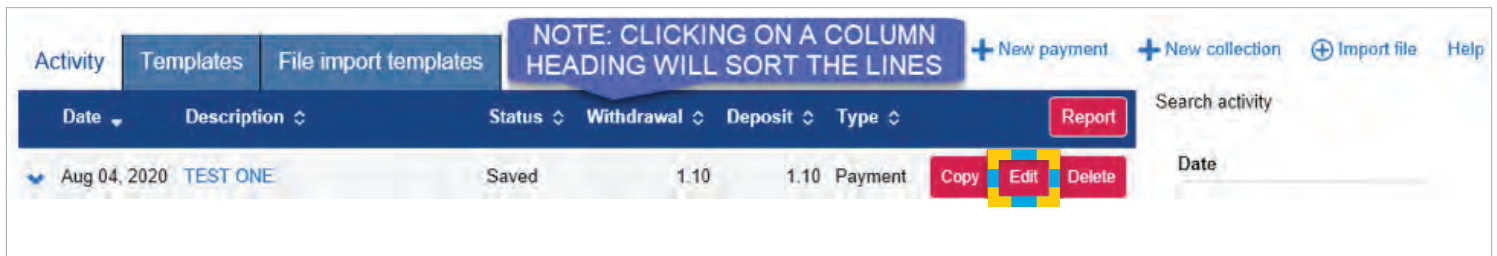 NOTE: CLICKING ON A COLUMN
HEADING WILL SORT THE LINES
Activity Templates File import templates New payment New collection Import file Help
Date Description Status Withdrawal Deposit Type Report Search activity
Aug 04, 2020 TEST ONE Saved 1.10 1.10 Payment Copy Edit Delete Date